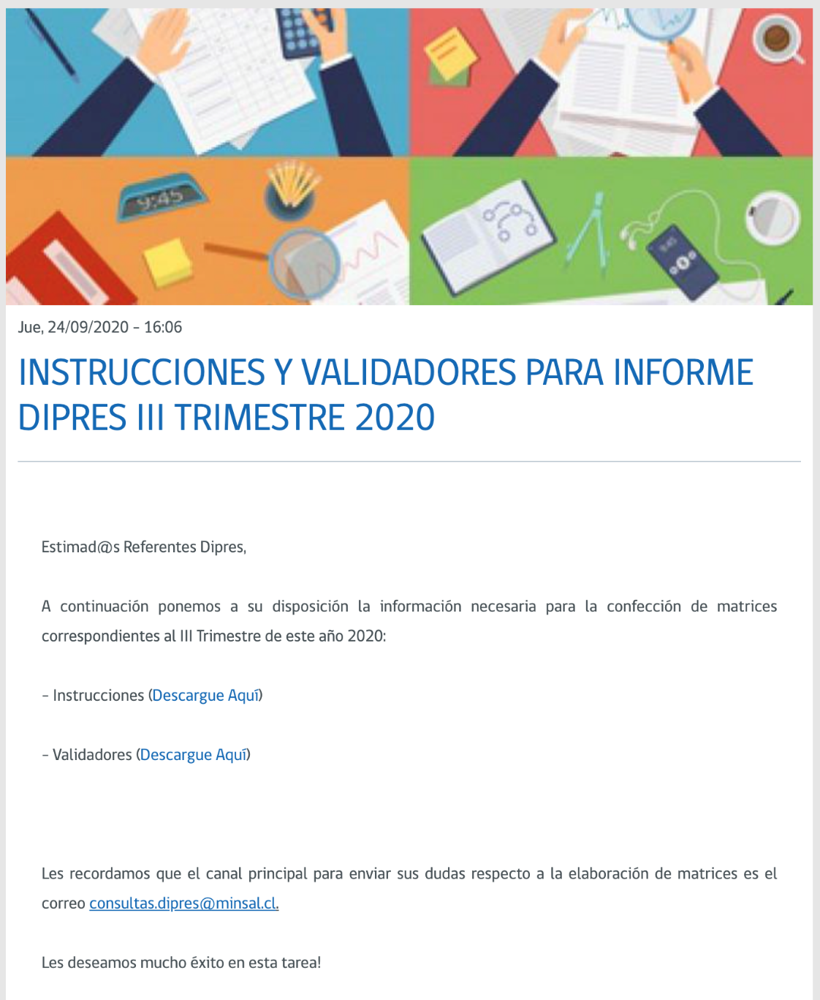 9:45
9:45
Jue, 24/09/2020 - 16:06
INSTRUCCIONES Y VALIDADORES PARA INFORME
DIPRES III TRIMESTRE 2020
Estimad@s Referentes Dipres,
A continuación ponemos a su disposición la información necesaria para la confección de matrices
correspondientes al III Trimestre de este año 2020:
- Instrucciones (Descargue Aquí)
- Validadores (Descargue Aquí)
Les recordamos que el canal principal para enviar sus dudas respecto a la elaboración de matrices es el
correo consultas.dipres@minsal.cl.
Les deseamos mucho éxito en esta tarea!